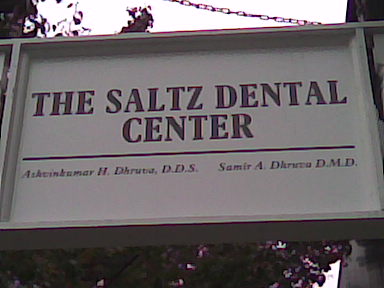 THE SALTZ DENTAL
CENTER
Ashvinkumar H. Dhruva, D.D.S. Samir A. Dhruva D.M.D.